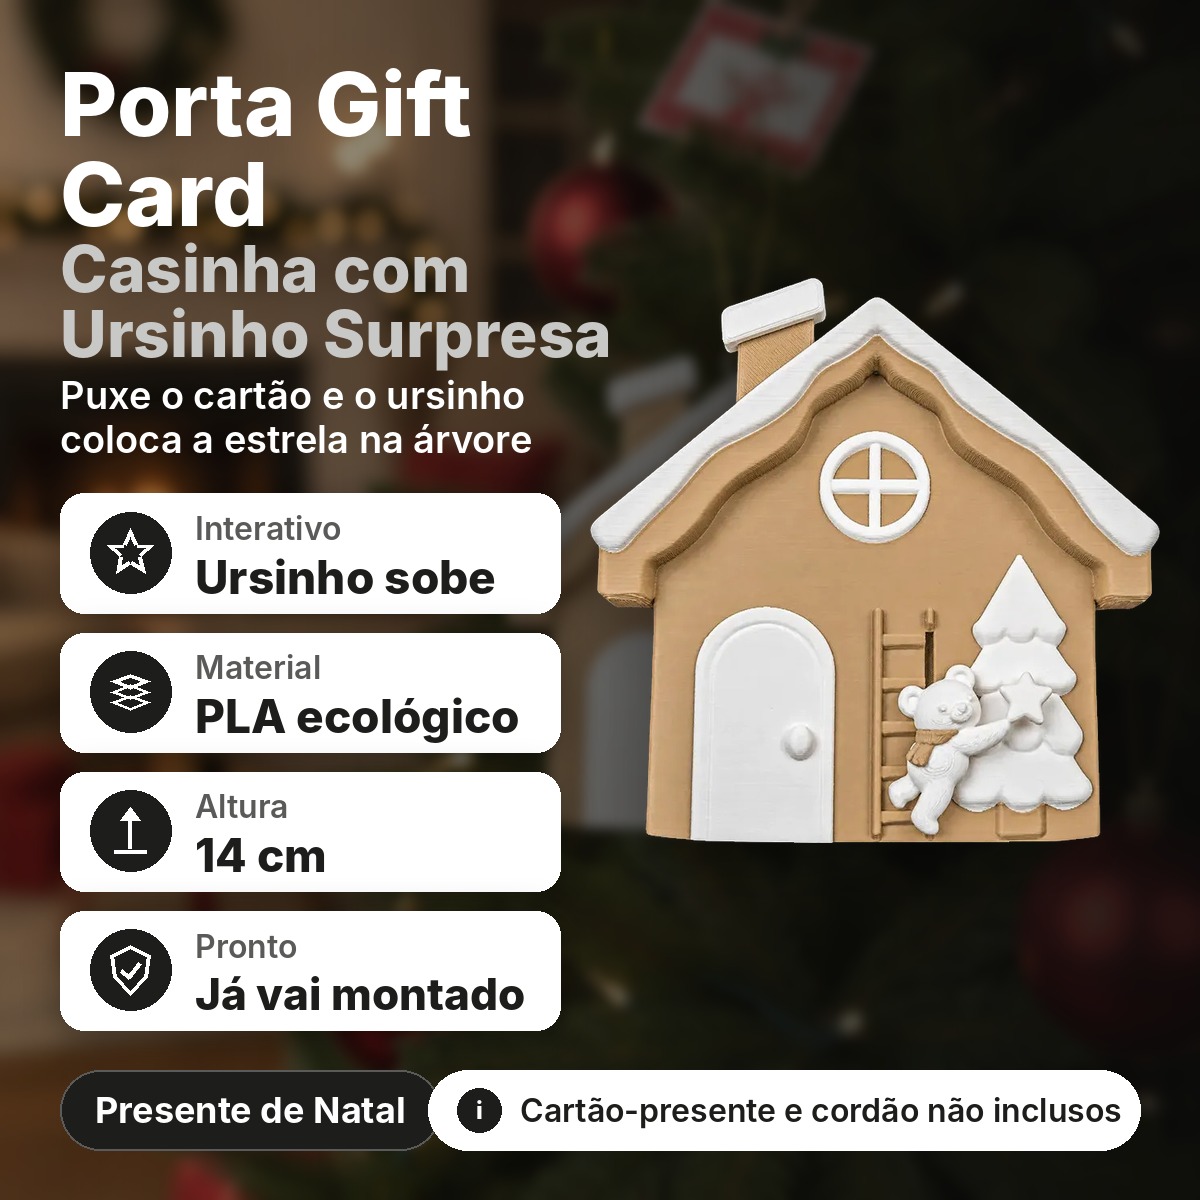 Porta Gift
Card
Casinha com
Ursinho Surpresa
Puxe o cartão e o ursinho
coloca a estrela na árvore
Interativo
Ursinho sobe
Material
PLA ecológico
Altura
14 cm
Pronto
Já vai montado
Presente de Natal
i Cartão-presente e cordão não inclusos